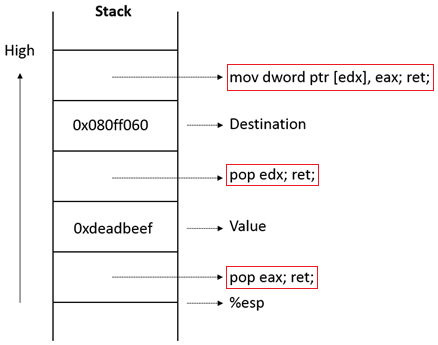 Stack
High
mov dword ptr [edx], eax; ret;
0x080ff060 Destination
pop edx; ret;
0xdeadbeef Value
pop eax; ret;
%esp